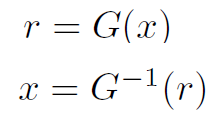 r = G(x)
x = G⁻¹(r)